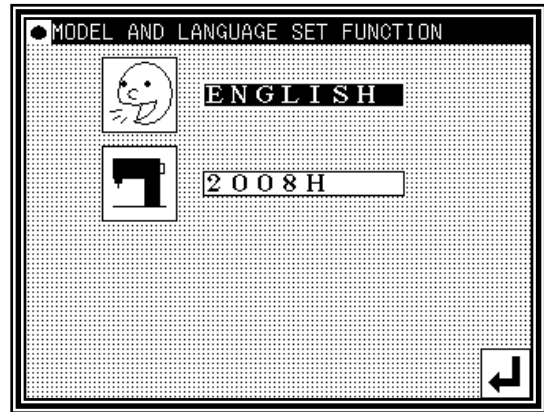 MODEL AND LANGUAGE SET FUNCTION
ENGLISH
2008H